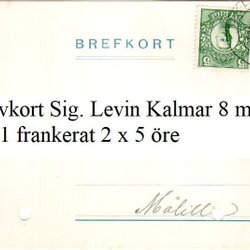 BREFKORT
vkort Sig. Levin Kalmar 8 m
1 frankerat 2 x 5 öre